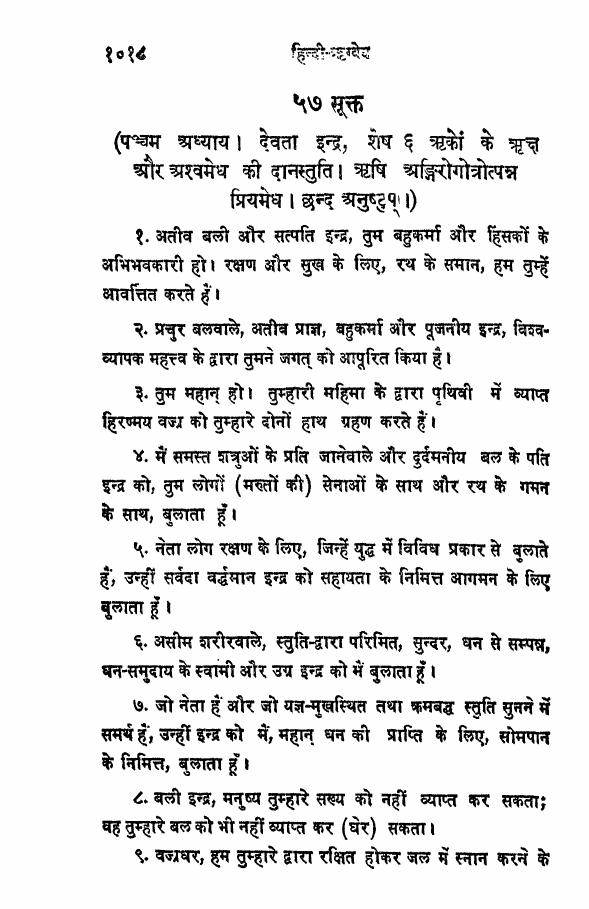 १०१८ हिन्दी-ऋग्वेद
५७ सूक्त
(पञ्चम अध्याय। देवता इन्द्र, शेष ६ ऋकों के ऋक्ष
और अश्वमेध की दानस्तुति। ऋषि अङ्गिरोगोत्रोत्पन्न
प्रियमेध। छन्द अनुष्टुप्।)
१. अतीव बली और सत्पति इन्द्र, तुम बहुकर्मा और हिंसकों के
अभिभवकारी हो। रक्षण और सुख के लिए, रथ के समान, हम तुम्हें
आवर्त्तित करते हैं।
२. प्रचुर बलवाले, अतीव प्राज्ञ, बहुकर्मा और पूजनीय इन्द्र, विश्व-
व्यापक महत्त्व के द्वारा तुमने जगत् को आपूरित किया है।
३. तुम महान् हो। तुम्हारी महिमा के द्वारा पृथिवी में व्याप्त
हिरण्मय वज्र को तुम्हारे दोनों हाथ ग्रहण करते हैं।
४. मैं समस्त शत्रुओं के प्रति जानेवाले और दुर्दमनीय बल के पति
इन्द्र को, तुम लोगों (मरुतों की) सेनाओं के साथ और रथ के गमन
के साथ, बुलाता हूँ।
५. नेता लोग रक्षण के लिए, जिन्हें युद्ध में विविध प्रकार से बुलाते
हैं, उन्हीं सर्वदा वर्द्धमान इन्द्र को सहायता के निमित्त आगमन के लिए
बुलाता हूँ।
६. असीम शरीरवाले, स्तुति-द्वारा परिमित, सुन्दर, धन से सम्पन्न,
धन-समुदाय के स्वामी और उग्र इन्द्र को मैं बुलाता हूँ।
७. जो नेता हैं और जो यज्ञ-मुखस्थित तथा क्रमबद्ध स्तुति सुनने में
समर्थ हैं, उन्हीं इन्द्र को मैं, महान् धन की प्राप्ति के लिए, सोमपान
के निमित्त, बुलाता हूँ।
८. बली इन्द्र, मनुष्य तुम्हारे सख्य को नहीं व्याप्त कर सकता;
वह तुम्हारे बल को भी नहीं व्याप्त कर (घेर) सकता।
९. वज्रधर, हम तुम्हारे द्वारा रक्षित होकर जल में स्नान करने के